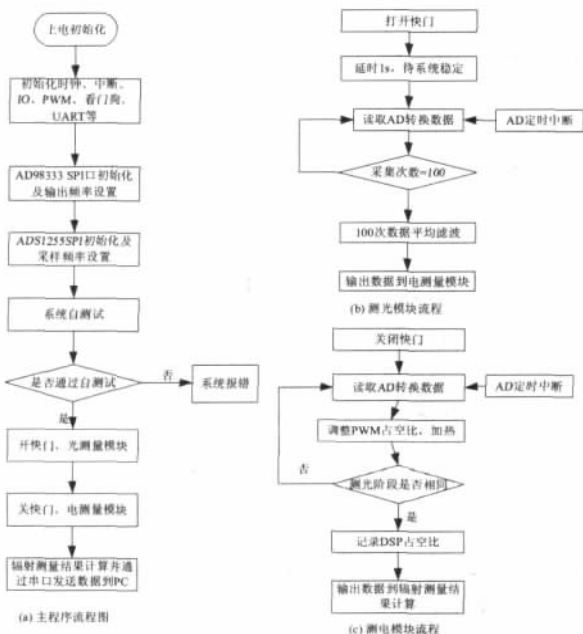 上电初始化
初始化时钟、中断、
IO、PWM、看门狗、
UART等
AD98333 SPI口初始化
及输出频率设置
ADS1255SPI初始化及
采样频率设置
系统自测试
是否通过自测试
否
系统报错
是
开快门、光测量模块
关快门、电测量模块
辐射测量结果计算并通
过串口发送数据到PC
(a) 主程序流程图
打开快门
延时1s，待系统稳定
读取AD转换数据
AD定时中断
采集次数=100
100次数据平均滤波
输出数据到电测量模块
(b) 测光模块流程
关闭快门
读取AD转换数据
AD定时中断
调整PWM占空比、加热
否
测光阶段是否相同
是
记录DSP占空比
输出数据到辐射测量结
果计算
(c) 测电模块流程